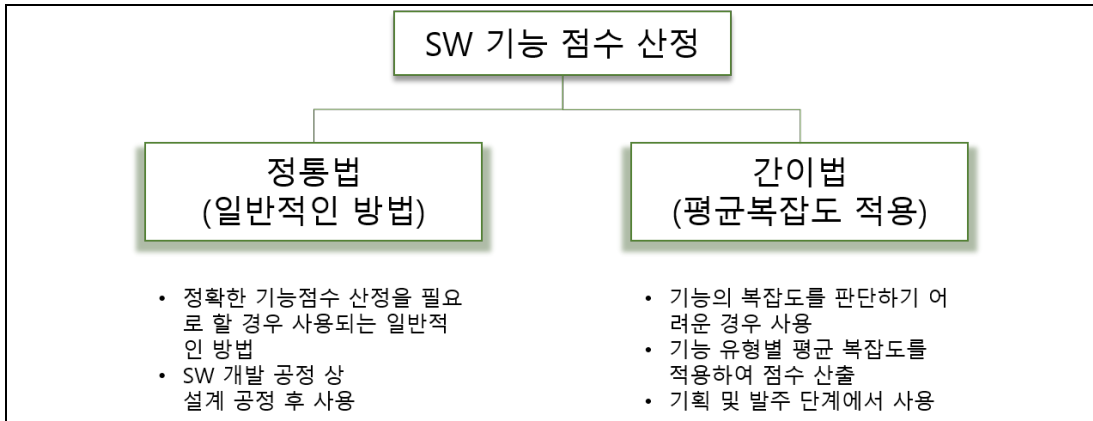 SW 기능 점수 산정
정통법
(일반적인 방법)
간이법
(평균복잡도 적용)
• 정확한 기능점수 산정을 필요
로 할 경우 사용되는 일반적
인 방법
• SW 개발 공정 상
설계 공정 후 사용
• 기능의 복잡도를 판단하기 어
려운 경우 사용
• 기능 유형별 평균 복잡도를
적용하여 점수 산출
• 기획 및 발주 단계에서 사용